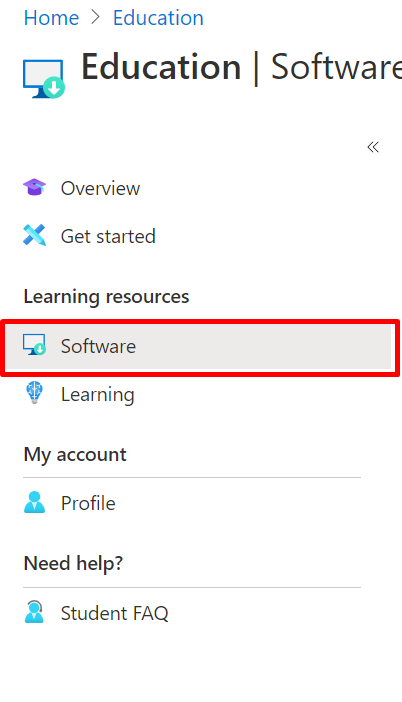 Home > Education
Education | Software
«
Overview
Get started
Learning resources
Software
Learning
My account
Profile
Need help?
Student FAQ